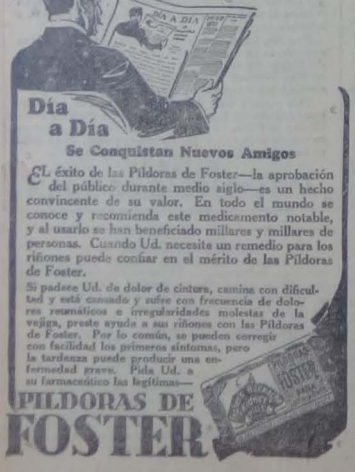 DIA A DIA
Día
a Día
Se Conquistan Nuevos Amigos
EL éxito de las Píldoras de Foster—la aprobación
del público durante medio siglo—es un hecho
convincente de su valor. En todo el mundo se
conoce y recomienda este medicamento notable,
y al usarlo se han beneficiado millares y millares de
personas. Cuando Ud. necesite un remedio para los
riñones puede confiar en el mérito de las Píldoras
de Foster.
Si padece Ud. de dolor de cintura, camina con dificul-
tad y está cansado y sufre con frecuencia de dolo-
res reumáticos e irregularidades molestas de la
vejiga, preste ayuda a sus riñones con las Píldoras
de Foster. Por lo común, se pueden corregir
con facilidad los primeros síntomas, pero
la tardanza puede producir una en-
fermedad grave. Pida Ud. a
su farmacéutico las legítimas—
PILDORAS DE
FOSTER
PILDORAS DE
FOSTER
PARA